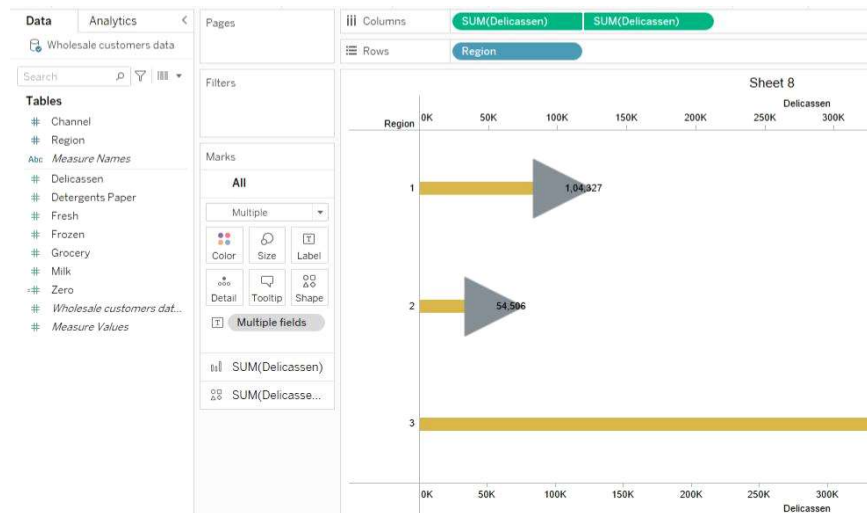 Data Analytics
Wholesale customers data
Search
Tables
Channel
Region
Abc Measure Names
Delicassen
Detergents Paper
Fresh
Frozen
Grocery
Milk
Zero
Wholesale customers dat...
Measure Values
Pages
Filters
Marks
All
Multiple
Color Size Label
Detail Tooltip Shape
Multiple fields
SUM(Delicassen)
SUM(Delicasse...
Columns SUM(Delicassen) SUM(Delicassen)
Rows Region
Sheet 8
Delicassen
Region 0K 50K 100K 150K 200K 250K 300K
1 1,04,327
2 54,506
3
0K 50K 100K 150K 200K 250K 300K
Delicassen